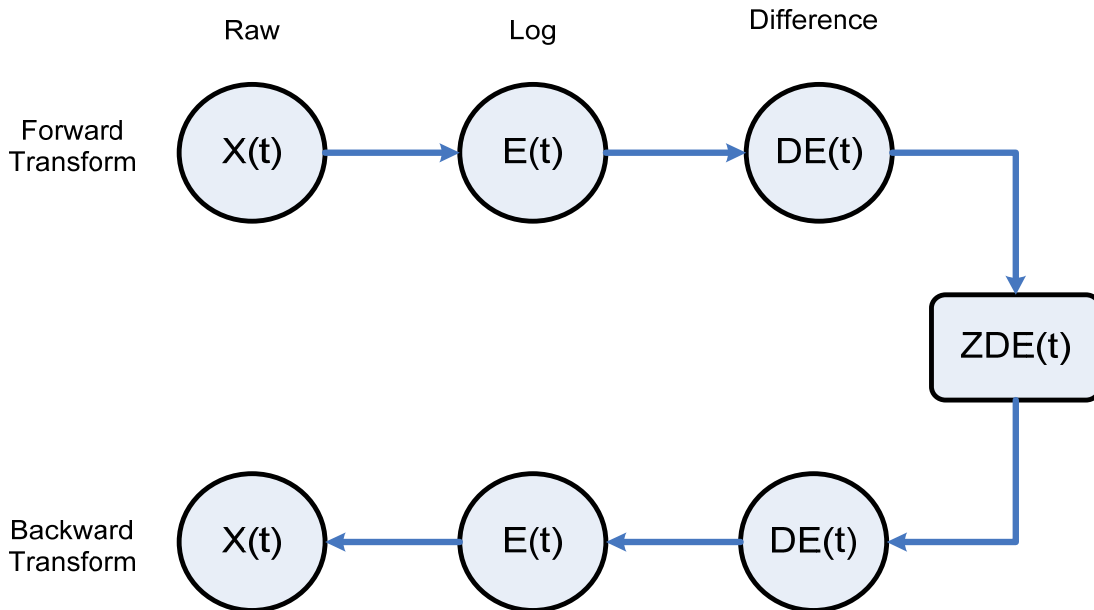 Raw
Log
Difference
Forward
Transform
X(t)
E(t)
DE(t)
ZDE(t)
Backward
Transform
X(t)
E(t)
DE(t)